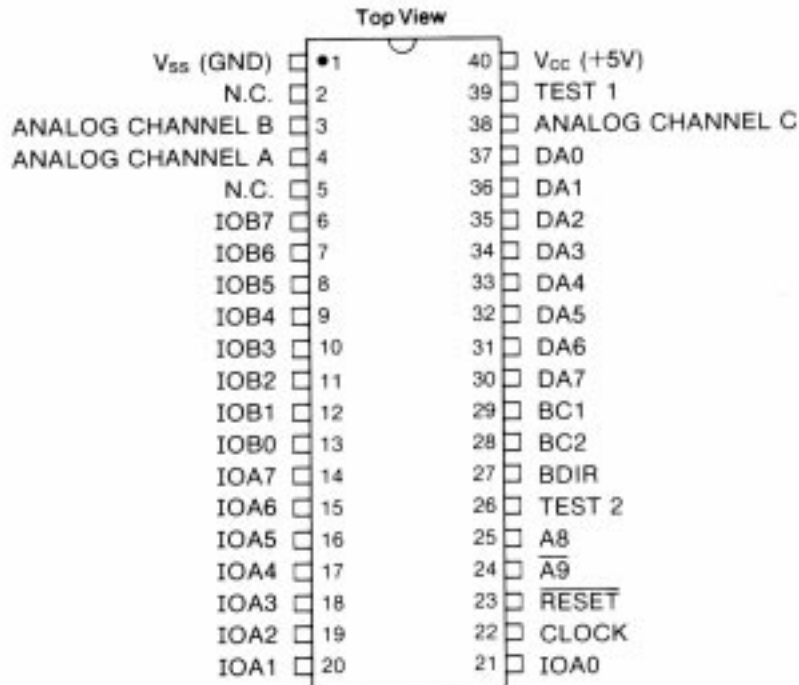 Top View
Vss (GND) 1 40 Vcc (+5V)
N.C. 2 39 TEST 1
ANALOG CHANNEL B 3 38 ANALOG CHANNEL C
ANALOG CHANNEL A 4 37 DA0
N.C. 5 36 DA1
IOB7 6 35 DA2
IOB6 7 34 DA3
IOB5 8 33 DA4
IOB4 9 32 DA5
IOB3 10 31 DA6
IOB2 11 30 DA7
IOB1 12 29 BC1
IOB0 13 28 BC2
IOA7 14 27 BDIR
IOA6 15 26 TEST 2
IOA5 16 25 A8
IOA4 17 24 A̅9̅
IOA3 18 23 R̅E̅S̅E̅T̅
IOA2 19 22 CLOCK
IOA1 20 21 IOA0